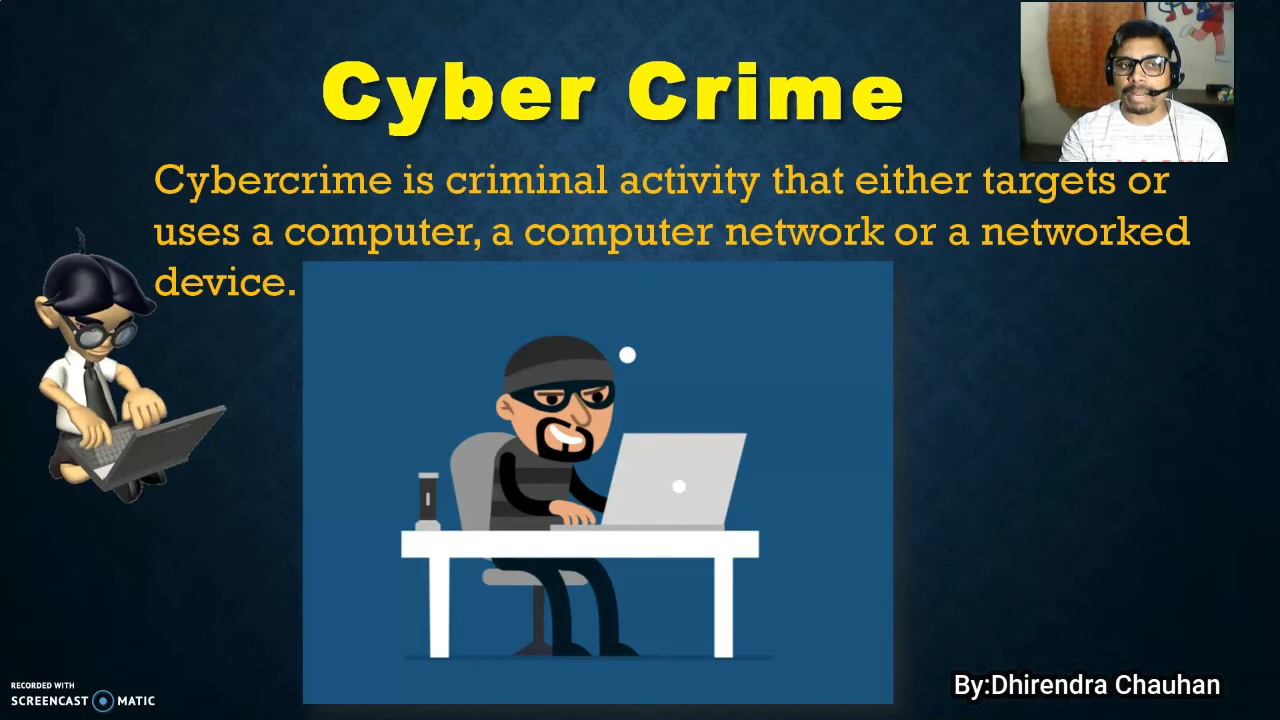 Cyber Crime
Cybercrime is criminal activity that either targets or
uses a computer, a computer network or a networked
device.
RECORDED WITH
SCREENCAST MATIC
By:Dhirendra Chauhan